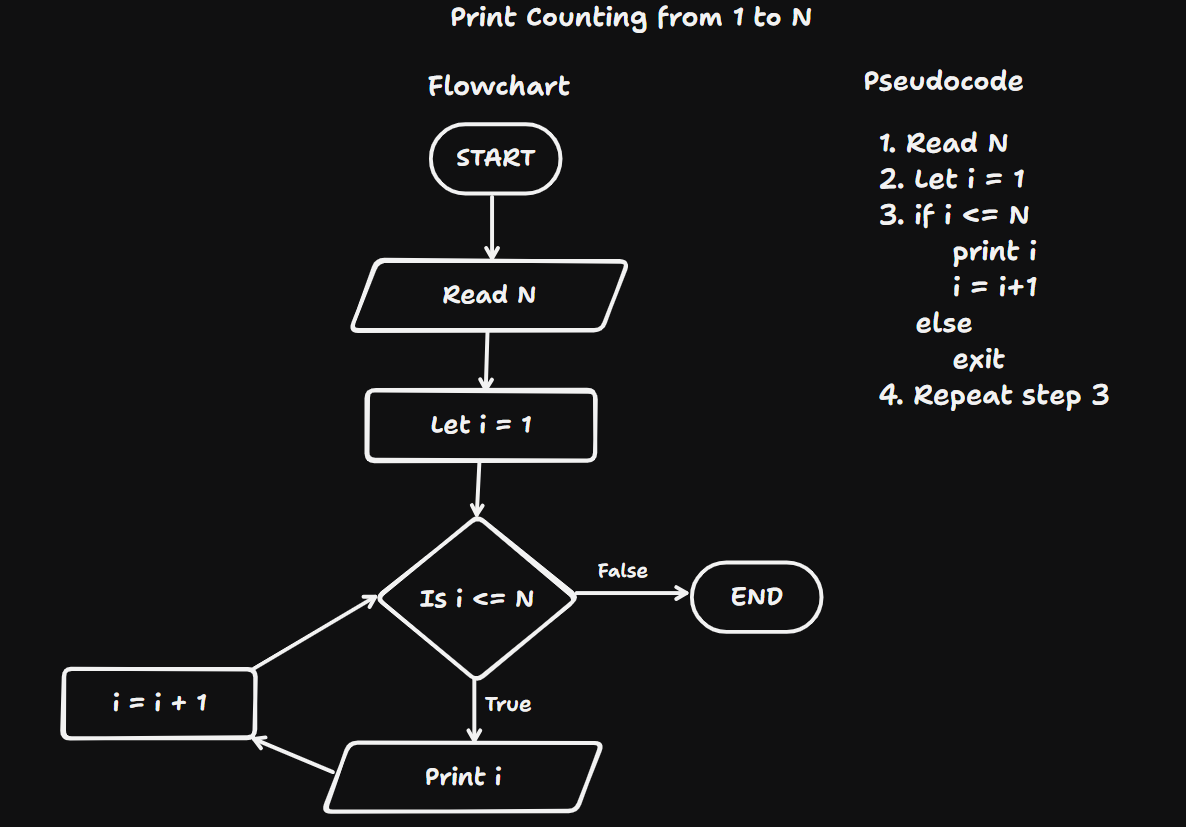 Print Counting from 1 to N
Flowchart
START
Read N
Let i = 1
Is i <= N
False
END
True
Print i
i = i + 1
Pseudocode
1. Read N
2. Let i = 1
3. if i <= N
print i
i = i+1
else
exit
4. Repeat step 3